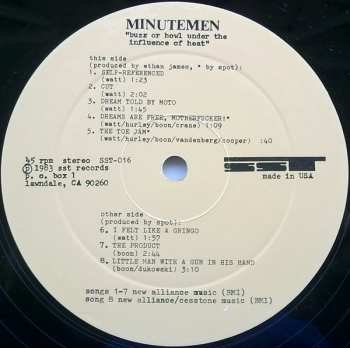 MINUTEMEN
"buzz or howl under the
influence of heat"
this side
(produced by ethan james, * by spot):
1. SELF-REFERENCED
(watt) 1:23
2. CUT
(watt) 2:02
3. DREAM TOLD BY MOTO
(watt) 1:45
4. DREAMS ARE FREE, MOTHERFUCKER!*
(watt/hurley/boon/crane) 1:09
5. THE TOE JAM*
(watt/hurley/boon/vandenberg/cooper) :40
45 rpm stereo SST-016
℗1983 sst records
p. o. box 1
lawndale, CA 90260
SST
made in USA
other side
(produced by spot):
6. I FELT LIKE A GRINGO
(watt) 1:57
7. THE PRODUCT
(boon) 2:44
8. LITTLE MAN WITH A GUN IN HIS HAND
(boon/dukowski) 3:10
songs 1-7 new alliance music (BMI)
song 8 new alliance/cesstone music (BMI)